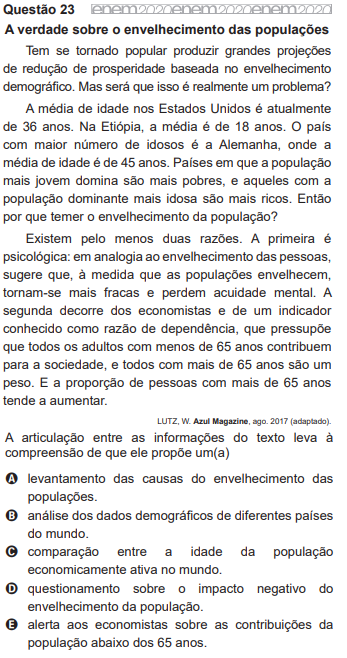 Questão 23 enem2020enem2020enem2020
A verdade sobre o envelhecimento das populações
Tem se tornado popular produzir grandes projeções
de redução de prosperidade baseada no envelhecimento
demográfico. Mas será que isso é realmente um problema?
A média de idade nos Estados Unidos é atualmente
de 36 anos. Na Etiópia, a média é de 18 anos. O país
com maior número de idosos é a Alemanha, onde a
média de idade é de 45 anos. Países em que a população
mais jovem domina são mais pobres, e aqueles com a
população dominante mais idosa são mais ricos. Então
por que temer o envelhecimento da população?
Existem pelo menos duas razões. A primeira é
psicológica: em analogia ao envelhecimento das pessoas,
sugere que, à medida que as populações envelhecem,
tornam-se mais fracas e perdem acuidade mental. A
segunda decorre dos economistas e de um indicador
conhecido como razão de dependência, que pressupõe
que todos os adultos com menos de 65 anos contribuem
para a sociedade, e todos com mais de 65 anos são um
peso. E a proporção de pessoas com mais de 65 anos
tende a aumentar.
LUTZ, W. Azul Magazine, ago. 2017 (adaptado).
A articulação entre as informações do texto leva à
compreensão de que ele propõe um(a)
A levantamento das causas do envelhecimento das
populações.
B análise dos dados demográficos de diferentes países
do mundo.
C comparação entre a idade da população
economicamente ativa no mundo.
D questionamento sobre o impacto negativo do
envelhecimento da população.
E alerta aos economistas sobre as contribuições da
população abaixo dos 65 anos.